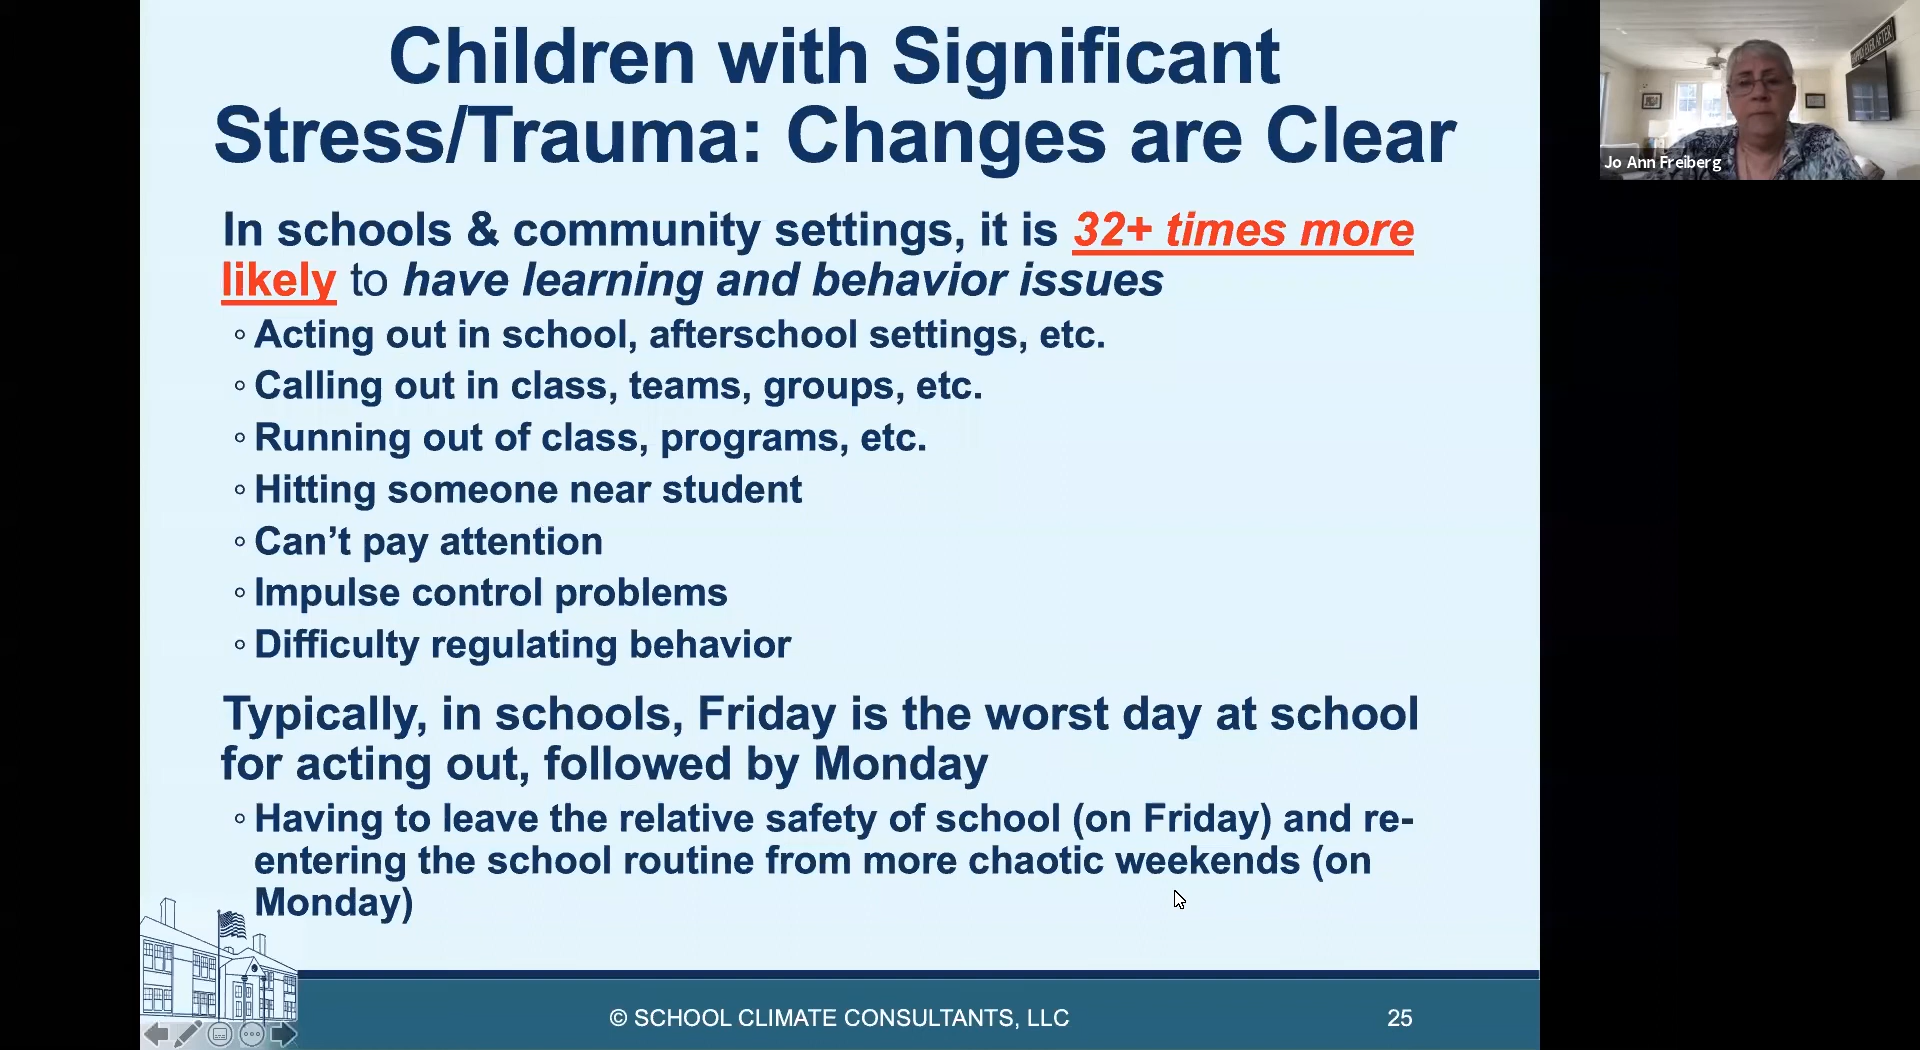 Children with Significant
Stress/Trauma: Changes are Clear
In schools & community settings, it is 32+ times more
likely to have learning and behavior issues
◦ Acting out in school, afterschool settings, etc.
◦ Calling out in class, teams, groups, etc.
◦ Running out of class, programs, etc.
◦ Hitting someone near student
◦ Can’t pay attention
◦ Impulse control problems
◦ Difficulty regulating behavior
Typically, in schools, Friday is the worst day at school
for acting out, followed by Monday
◦ Having to leave the relative safety of school (on Friday) and re-
entering the school routine from more chaotic weekends (on
Monday)
© SCHOOL CLIMATE CONSULTANTS, LLC
25
HAPPILY EVER AFTER
Jo Ann Freiberg